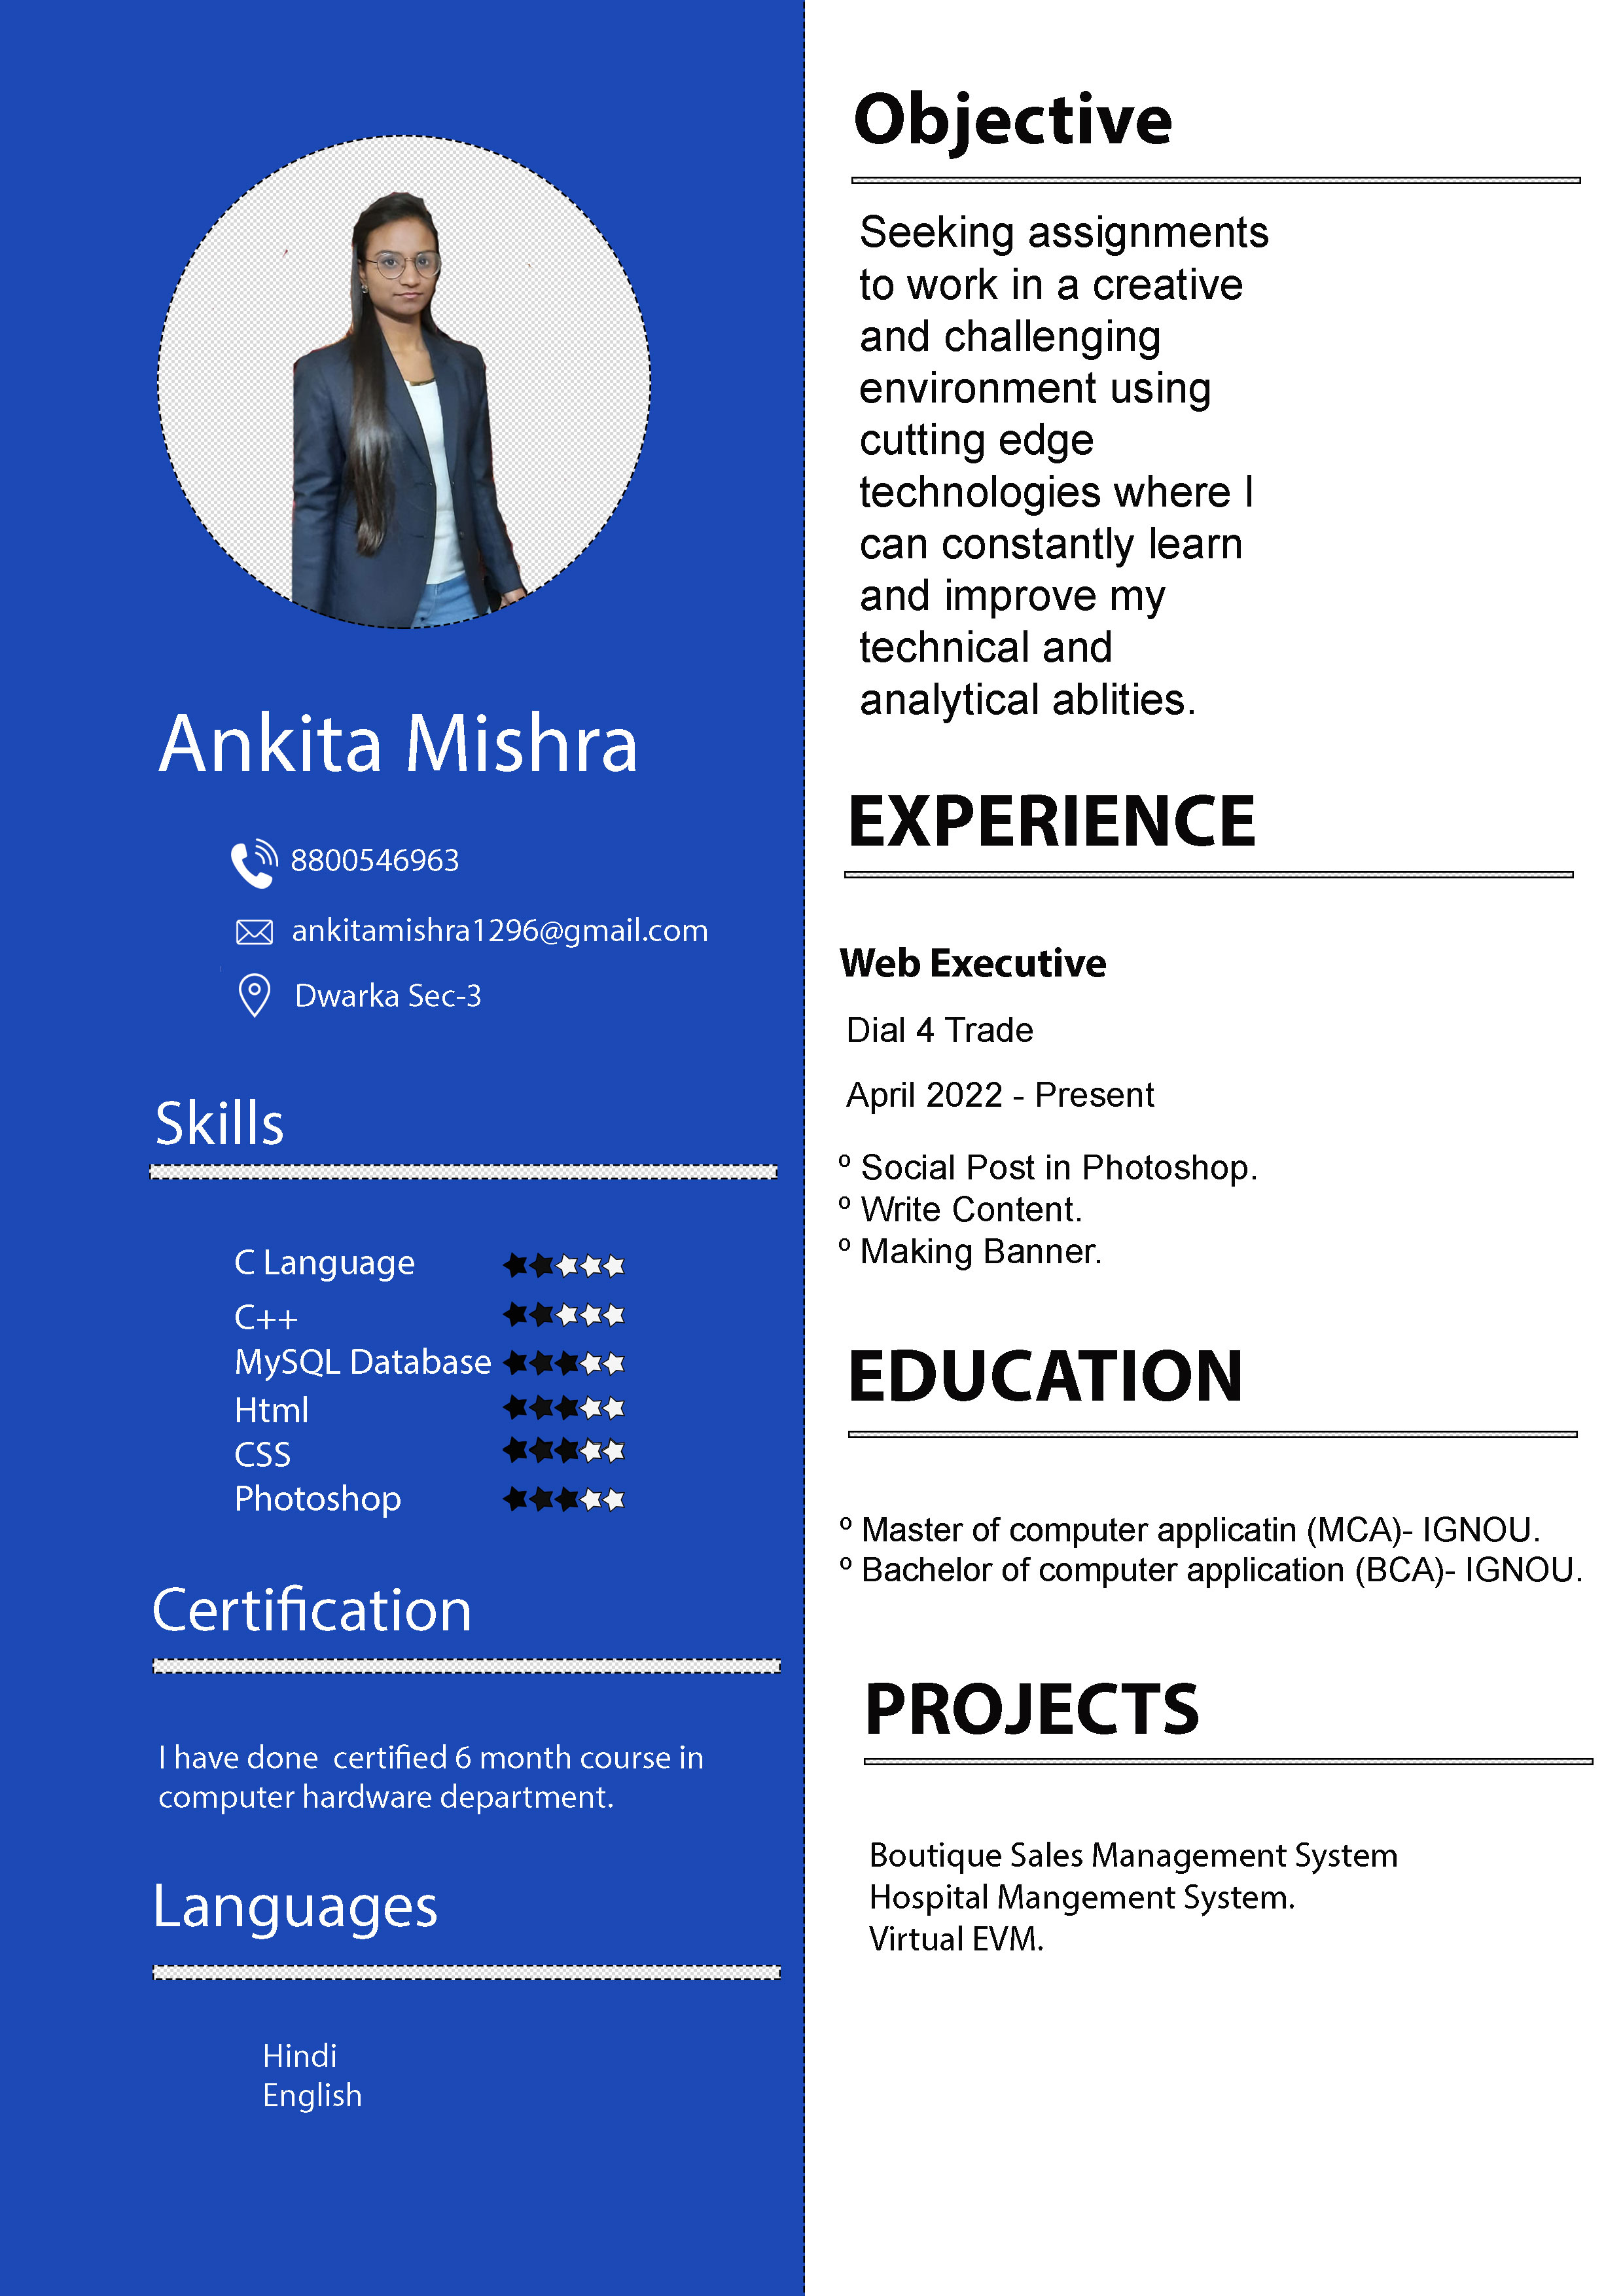 Ankita Mishra
8800546963
ankitamishra1296@gmail.com
Dwarka Sec-3
Skills
C Language
C++
MySQL Database
Html
CSS
Photoshop
Certification
I have done  certified 6 month course in
computer hardware department.
Languages
Hindi
English
Objective
Seeking assignments
to work in a creative
and challenging
environment using
cutting edge
technologies where I
can constantly learn
and improve my
technical and
analytical ablities.
EXPERIENCE
Web Executive
Dial 4 Trade
April 2022 - Present
º Social Post in Photoshop.
º Write Content.
º Making Banner.
EDUCATION
º Master of computer applicatin (MCA)- IGNOU.
º Bachelor of computer application (BCA)- IGNOU.
PROJECTS
Boutique Sales Management System
Hospital Mangement System.
Virtual EVM.